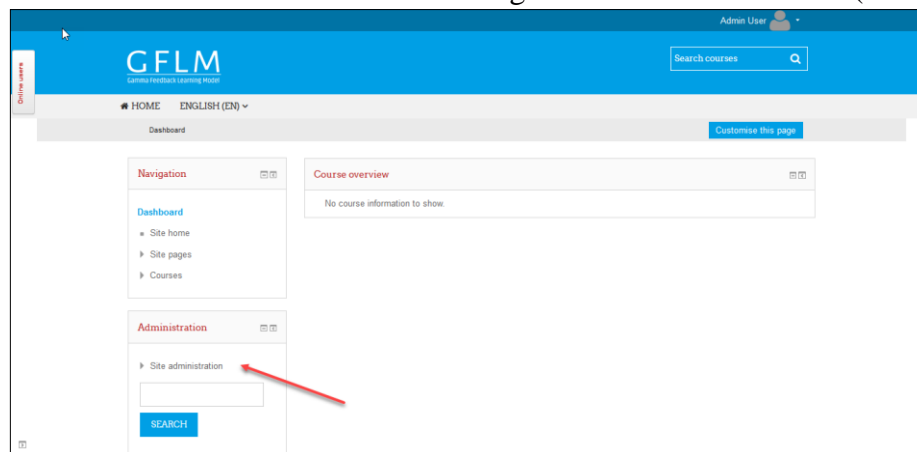 Admin User
Online users
GFLM
Gamma Feedback Learning Model
Search courses
HOME ENGLISH (EN)
Dashboard
Customise this page
Navigation
Dashboard
Site home
Site pages
Courses
Course overview
No course information to show.
Administration
Site administration
SEARCH